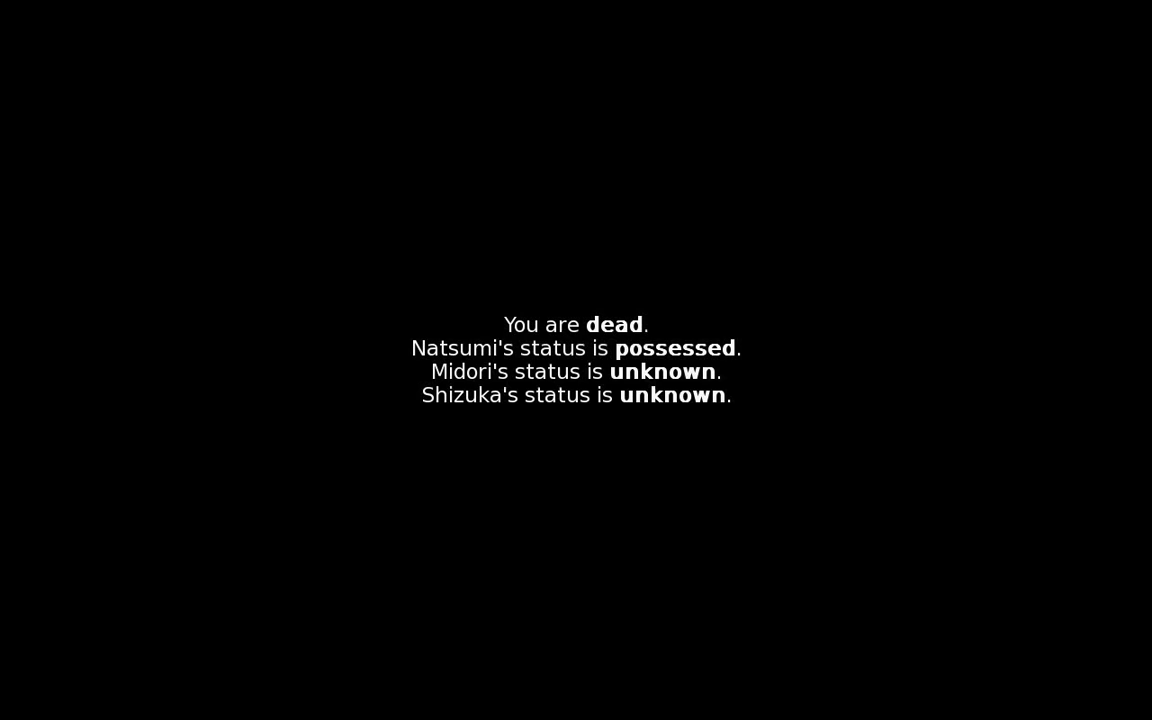 You are dead.
Natsumi's status is possessed.
Midori's status is unknown.
Shizuka's status is unknown.